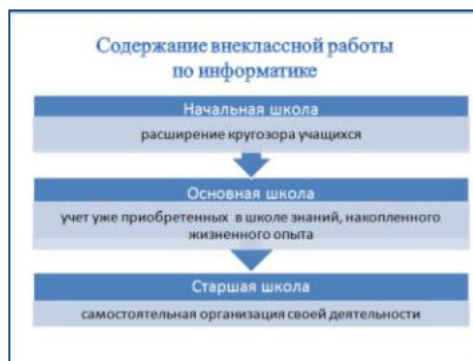 Содержание внеклассной работы
по информатике
Начальная школа
расширение кругозора учащихся
Основная школа
учет уже приобретенных в школе знаний, накопленного
жизненного опыта
Старшая школа
самостоятельная организация своей деятельности